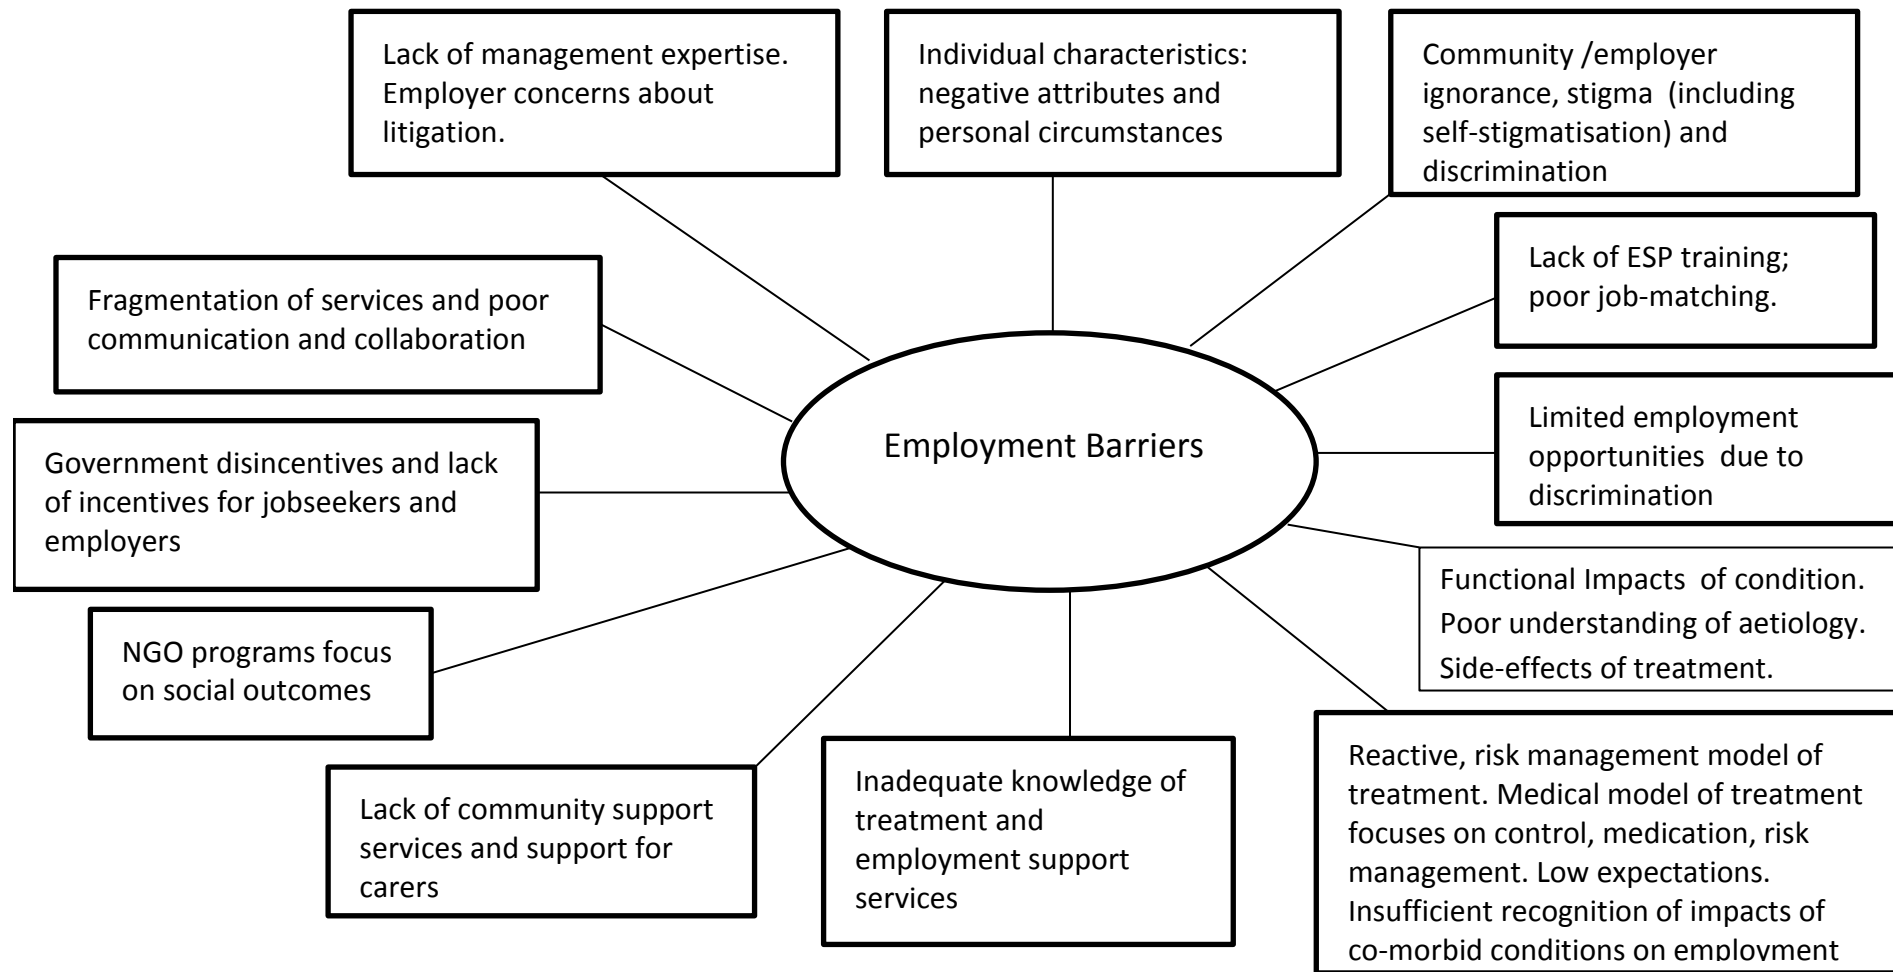 Lack of management expertise.
Employer concerns about
litigation.
Individual characteristics:
negative attributes and
personal circumstances
Community /employer
ignorance, stigma  (including
self-stigmatisation) and
discrimination
Lack of ESP training;
poor job-matching.
Fragmentation of services and poor
communication and collaboration
Employment Barriers
Limited employment
opportunities  due to
discrimination
Government disincentives and lack
of incentives for jobseekers and
employers
Functional Impacts  of condition.
Poor understanding of aetiology.
Side-effects of treatment.
NGO programs focus
on social outcomes
Lack of community support
services and support for
carers
Inadequate knowledge of
treatment and
employment support
services
Reactive, risk management model of
treatment. Medical model of treatment
focuses on control, medication, risk
management. Low expectations.
Insufficient recognition of impacts of
co-morbid conditions on employment